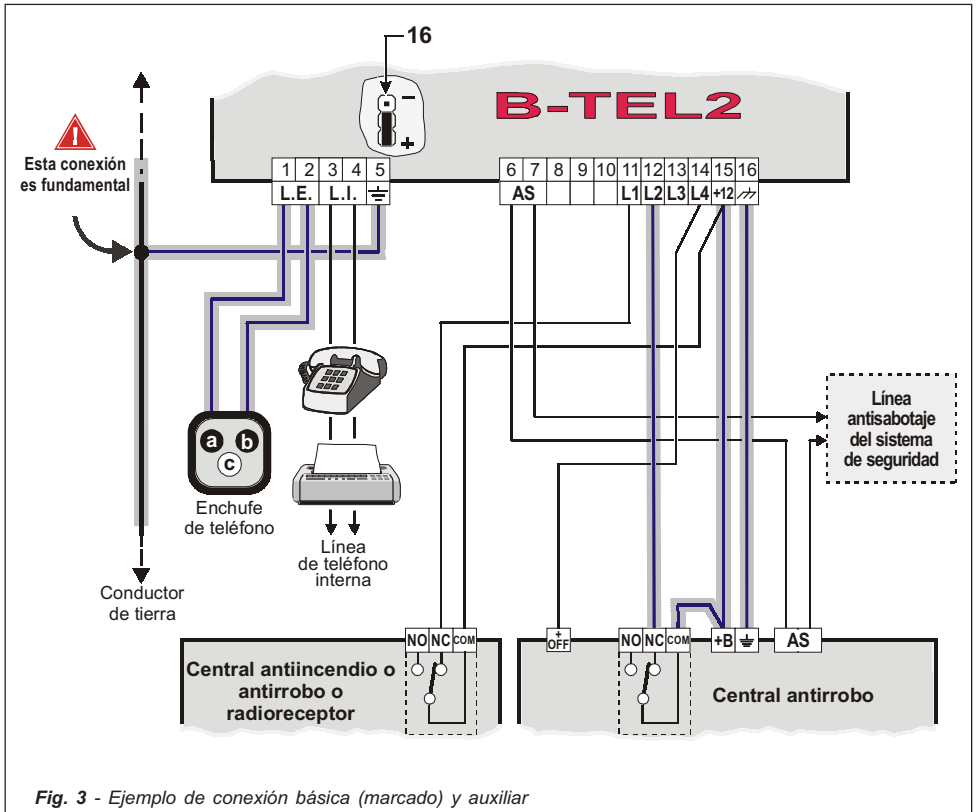 16
B-TEL2
−
+
Esta conexión
es fundamental
1 2 3 4 5
L.E. L.I.
6 7 8 9 10 11 12 13 14 15 16
AS L1 L2 L3 L4 +12
a b
c
Enchufe
de teléfono
Línea
de teléfono
interna
Conductor
de tierra
Línea
antisabotaje
del sistema
de seguridad
NO NC COM
+
OFF
NO NC COM +B AS
Central antiincendio o
antirrobo o
radioreceptor
Central antirrobo
Fig. 3 - Ejemplo de conexión básica (marcado) y auxiliar